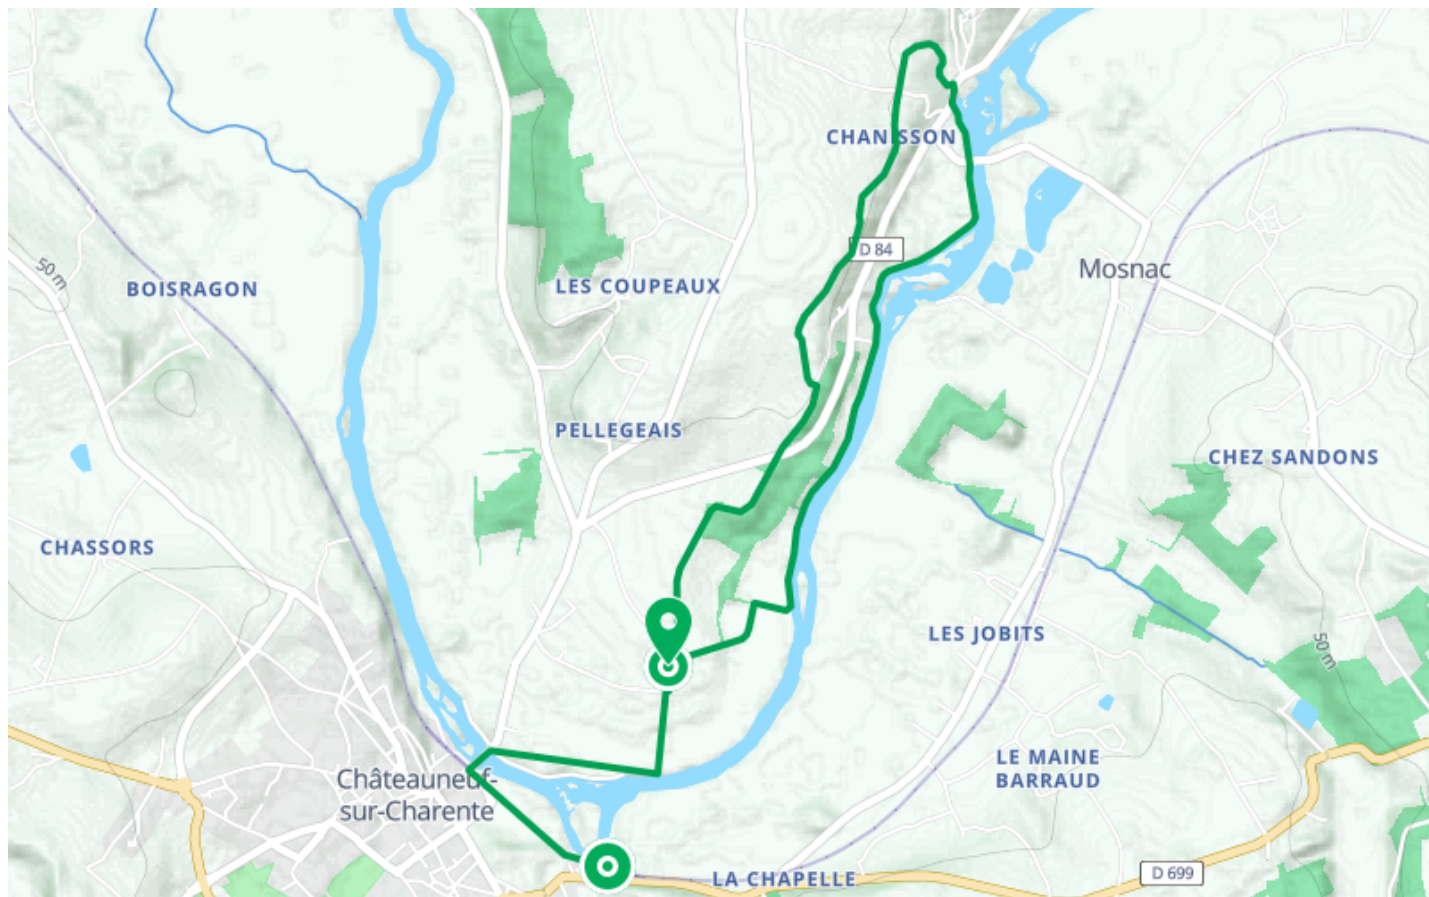 CHANISSON
D 84
50 m
Mosnac
BOISRAGON
LES COUPEAUX
PELLEGEAIS
CHEZ SANDONS
CHASSORS
LES JOBITS
50 m
LE MAINE
BARRAUD
Châteauneuf-
sur-Charente
LA CHAPELLE
D 699